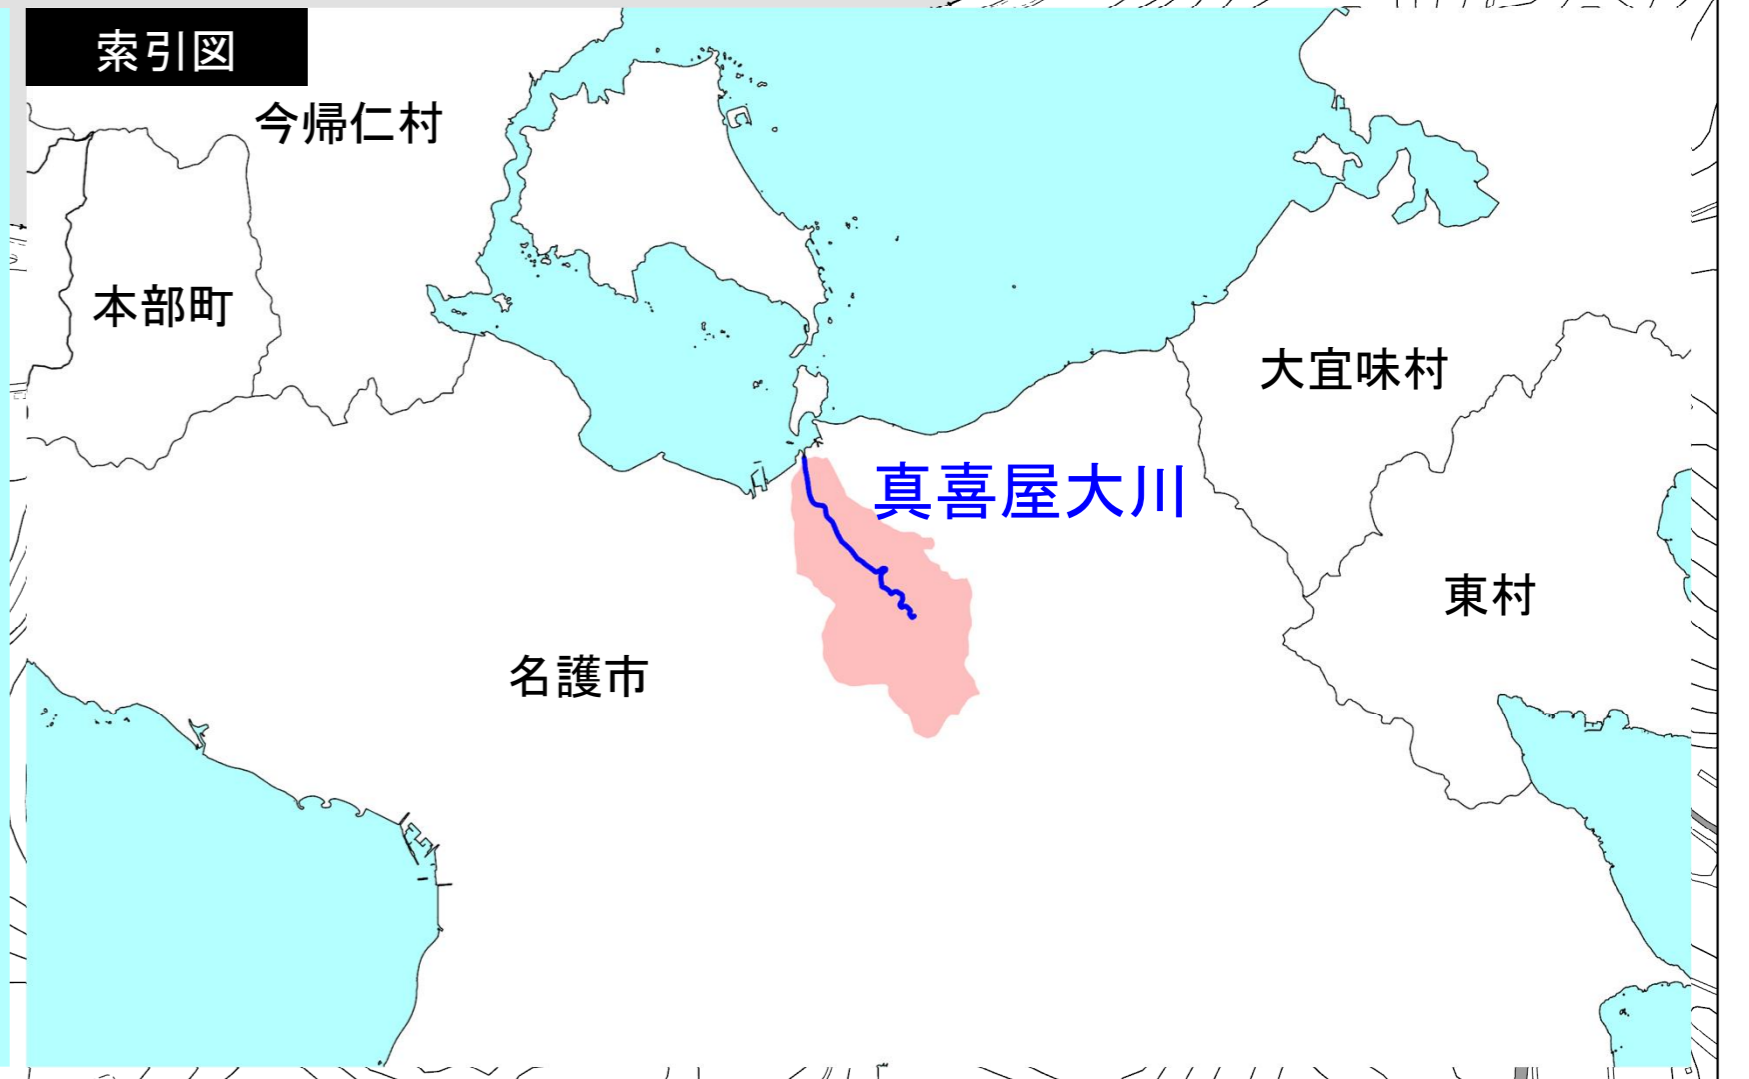 索引図
今帰仁村
本部町
大宜味村
真喜屋大川
東村
名護市